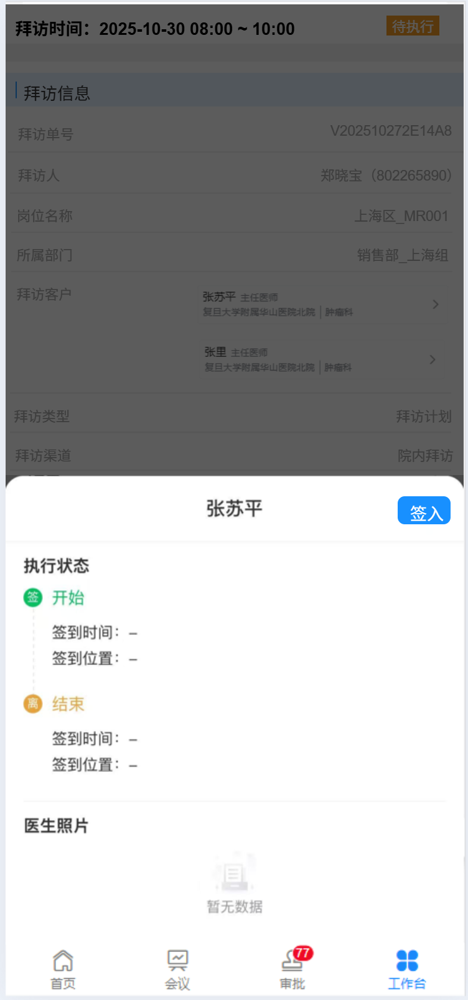 拜访时间：2025-10-30 08:00 ~ 10:00
待执行
拜访信息
拜访单号 V202510272E14A8
拜访人 郑晓宝（802265890）
岗位名称 上海区_MR001
所属部门 销售部_上海组
拜访客户
张苏平 主任医师
复旦大学附属华山医院北院 | 肿瘤科
张里 主任医师
复旦大学附属华山医院北院 | 肿瘤科
拜访类型 拜访计划
拜访渠道 院内拜访
张苏平
签入
执行状态
签 开始
签到时间：–
签到位置：–
离 结束
签到时间：–
签到位置：–
医生照片
暂无数据
77
首页 会议 审批 工作台